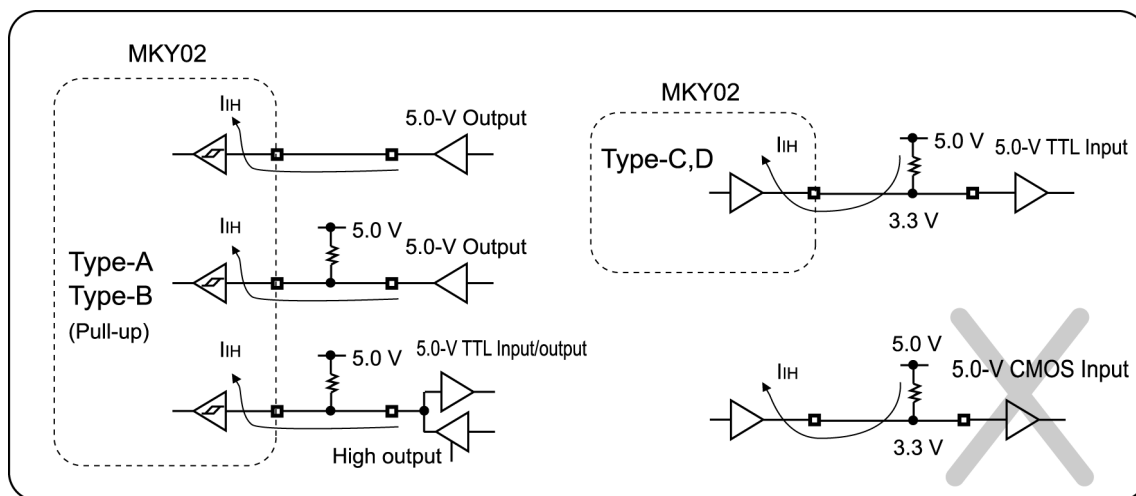 MKY02
IIH
5.0-V Output
5.0 V
IIH
5.0-V Output
Type-A
Type-B
(Pull-up)
5.0 V
IIH
5.0-V TTL Input/output
High output
MKY02
Type-C,D
IIH
5.0 V
5.0-V TTL Input
3.3 V
5.0 V
IIH
5.0-V CMOS Input
3.3 V